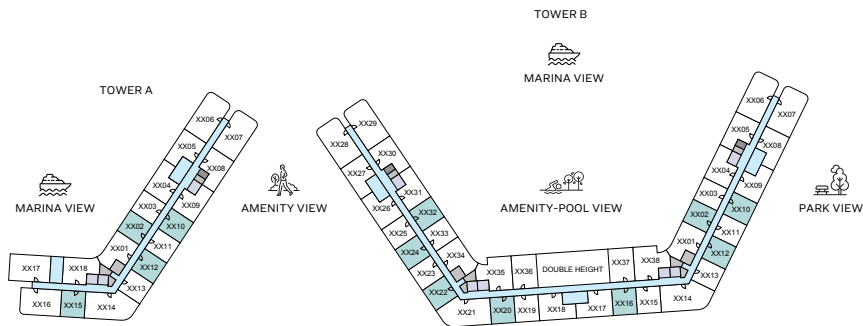 TOWER B
MARINA VIEW
TOWER A
MARINA VIEW
AMENITY VIEW
AMENITY-POOL VIEW
PARK VIEW
XX06
XX07
XX05
XX08
XX04
XX09
XX03
XX02
XX10
XX01
XX11
XX12
XX17
XX18
XX13
XX16
XX15
XX14
XX29
XX28
XX30
XX27
XX31
XX26
XX32
XX25
XX33
XX24
XX34
XX23
XX22
XX35
XX36
DOUBLE HEIGHT
XX37
XX38
XX21
XX20
XX19
XX18
XX17
XX16
XX15
XX14
XX06
XX07
XX05
XX08
XX04
XX09
XX03
XX02
XX10
XX11
XX01
XX12
XX13